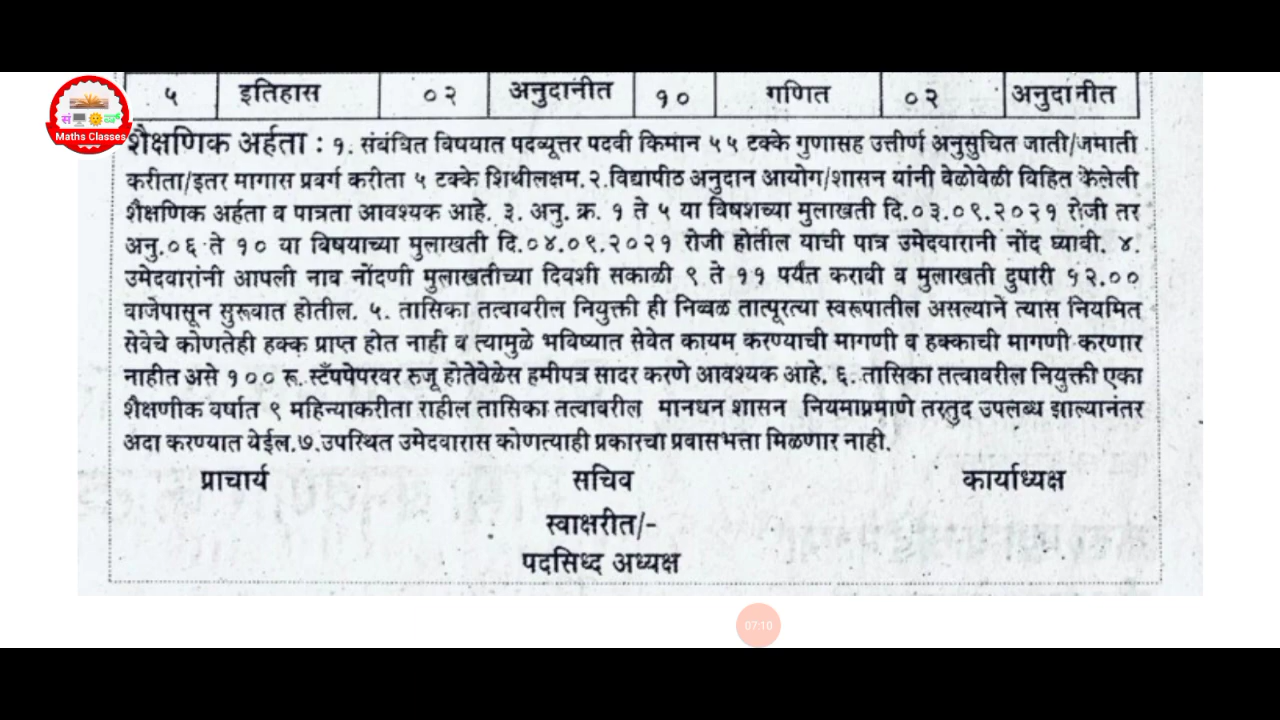 ५ इतिहास ०२ अनुदानीत १० गणित ०२ अनुदानीत
Maths Classes
शैक्षणिक अर्हता : १. संबंधित विषयात पदव्यूत्तर पदवी किमान ५५ टक्के गुणासह उत्तीर्ण अनुसुचित जाती/जमाती
करीता/इतर मागास प्रवर्ग करीता ५ टक्के शिथीलक्षम. २. विद्यापीठ अनुदान आयोग/शासन यांनी वेळोवेळी विहित केलेली
शैक्षणिक अर्हता व पात्रता आवश्यक आहे. ३. अनु. क्र. १ ते ५ या विषशच्या मुलाखती दि.०३.०९.२०२१ रोजी तर
अनु.०६ ते १० या विषयाच्या मुलाखती दि.०४.०९.२०२१ रोजी होतील याची पात्र उमेदवारानी नोंद घ्यावी. ४.
उमेदवारांनी आपली नाव नोंदणी मुलाखतीच्या दिवशी सकाळी ९ ते ११ पर्यंत करावी व मुलाखती दुपारी १२.००
वाजेपासून सुरूवात होतील. ५. तासिका तत्वावरील नियुक्ती ही निव्वळ तात्पूरत्या स्वरूपातील असल्याने त्यास नियमित
सेवेचे कोणतेही हक्क प्राप्त होत नाही व त्यामुळे भविष्यात सेवेत कायम करण्याची मागणी व हक्काची मागणी करणार
नाहीत असे १०० रू. स्टँपपेपरवर रुजू होतेवेळेस हमीपत्र सादर करणे आवश्यक आहे. ६. तासिका तत्वावरील नियुक्ती एका
शैक्षणीक वर्षात ९ महिन्याकरीता राहील तासिका तत्वावरील मानधन शासन नियमाप्रमाणे तरतुद उपलब्ध झाल्यानंतर
अदा करण्यात येईल.७.उपस्थित उमेदवारास कोणत्याही प्रकारचा प्रवासभत्ता मिळणार नाही.
प्राचार्य सचिव कार्याध्यक्ष
स्वाक्षरीत/-
पदसिध्द अध्यक्ष
07:10